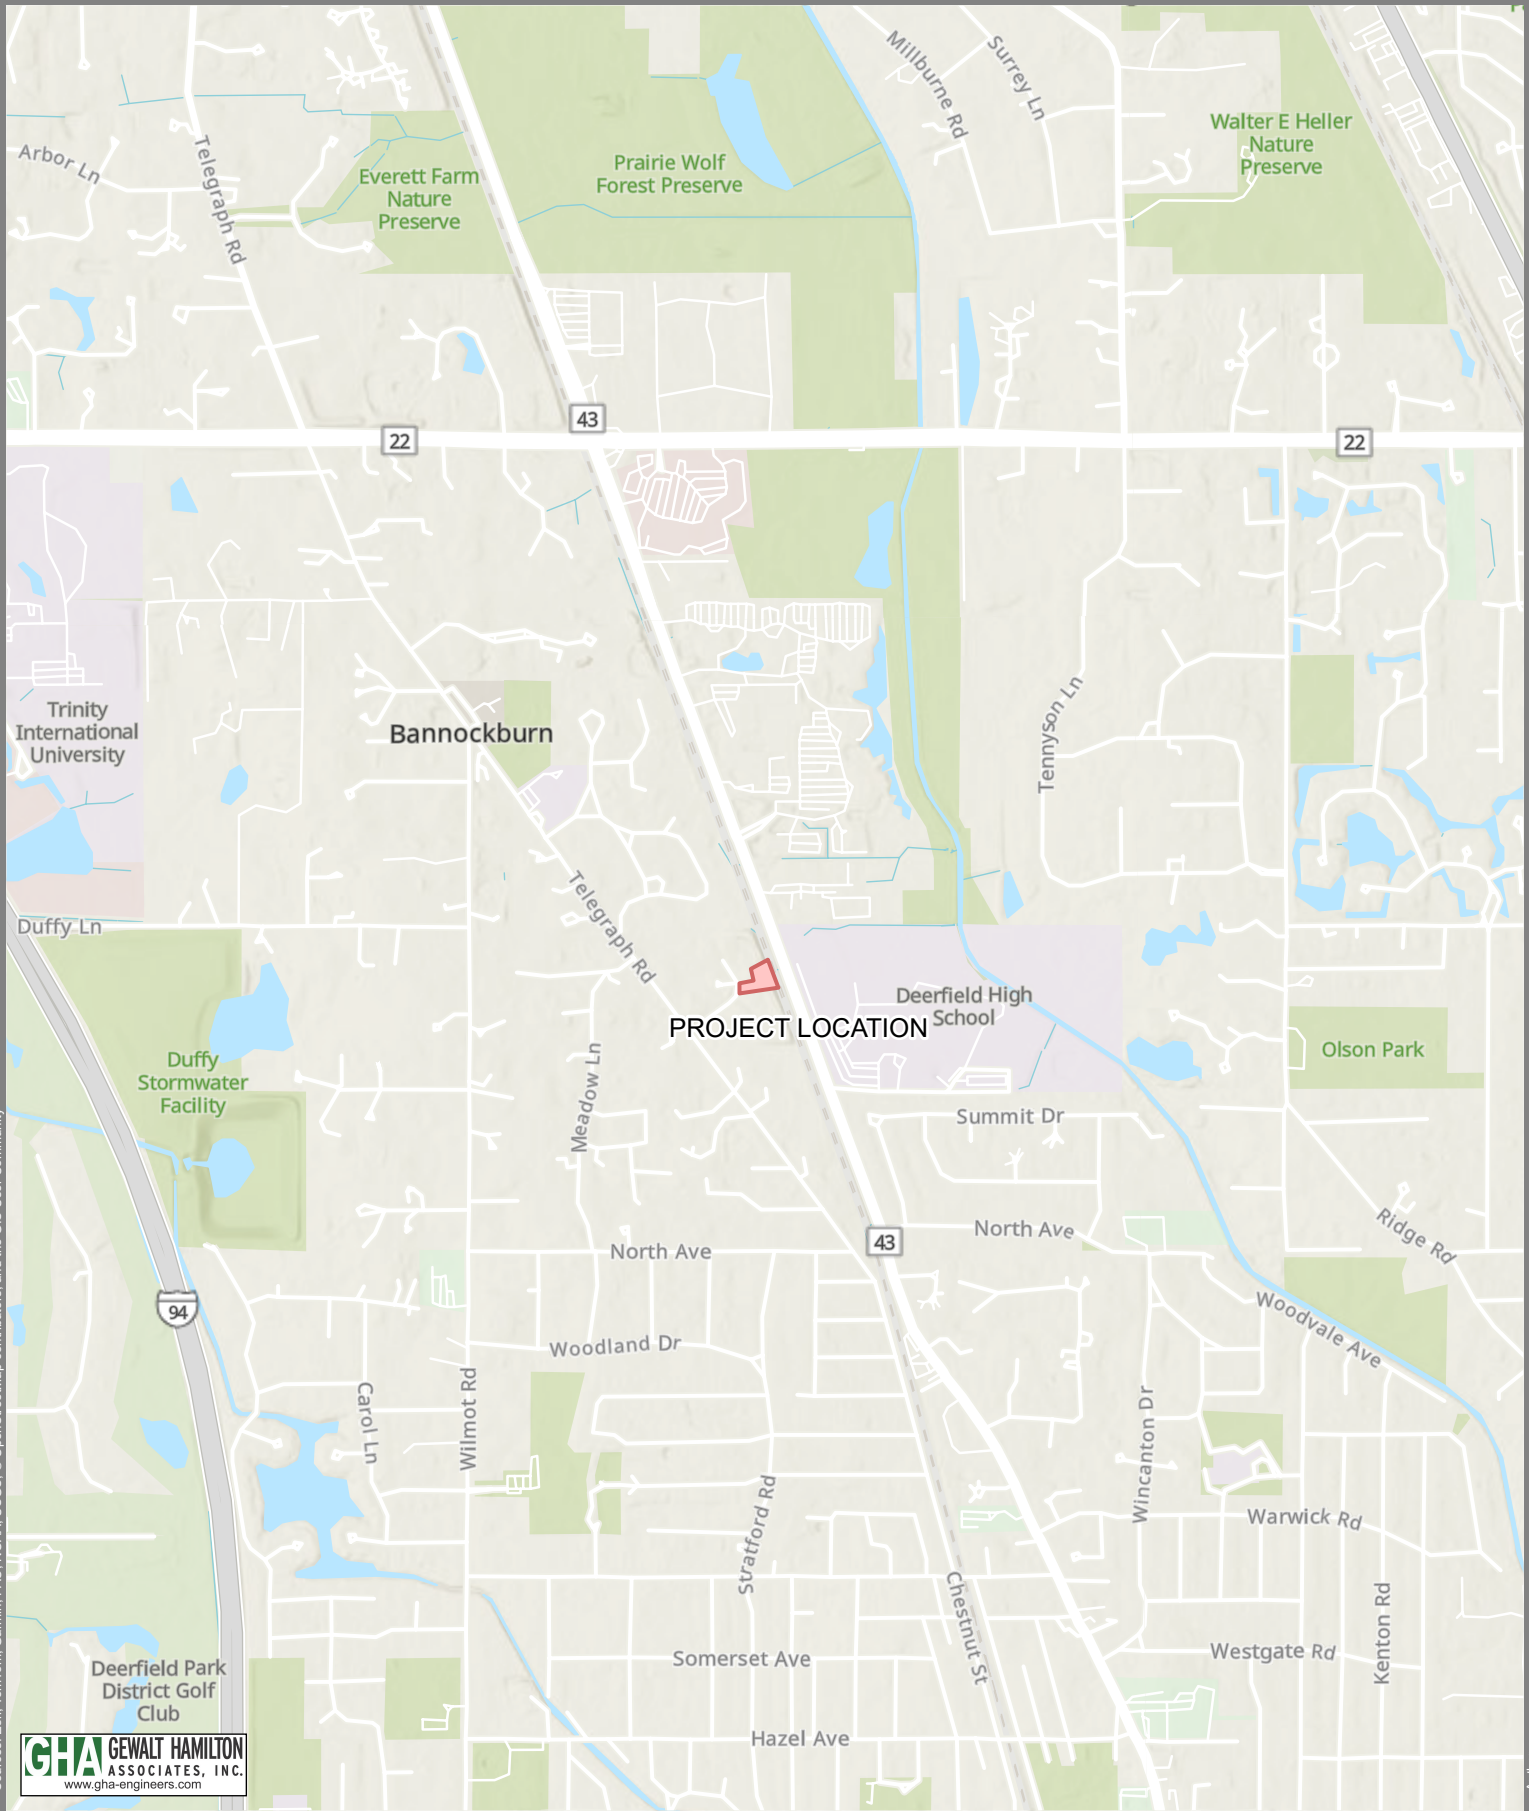 Millburne Rd
Surrey Ln
Walter E Heller
Nature
Preserve
Arbor Ln
Telegraph Rd
Everett Farm
Nature
Preserve
Prairie Wolf
Forest Preserve
43
22
22
Trinity
International
University
Bannockburn
Tennyson Ln
Telegraph Rd
Duffy Ln
Deerfield High
School
PROJECT LOCATION
Duffy
Stormwater
Facility
Meadow Ln
Olson Park
Summit Dr
North Ave
43
North Ave
Ridge Rd
94
Woodland Dr
Woodvale Ave
Carol Ln
Wilmot Rd
Stratford Rd
Wincanton Dr
Warwick Rd
Chestnut St
Kenton Rd
Somerset Ave
Westgate Rd
Deerfield Park
District Golf
Club
Hazel Ave
GHA GEWALT HAMILTON
ASSOCIATES, INC.
www.gha-engineers.com